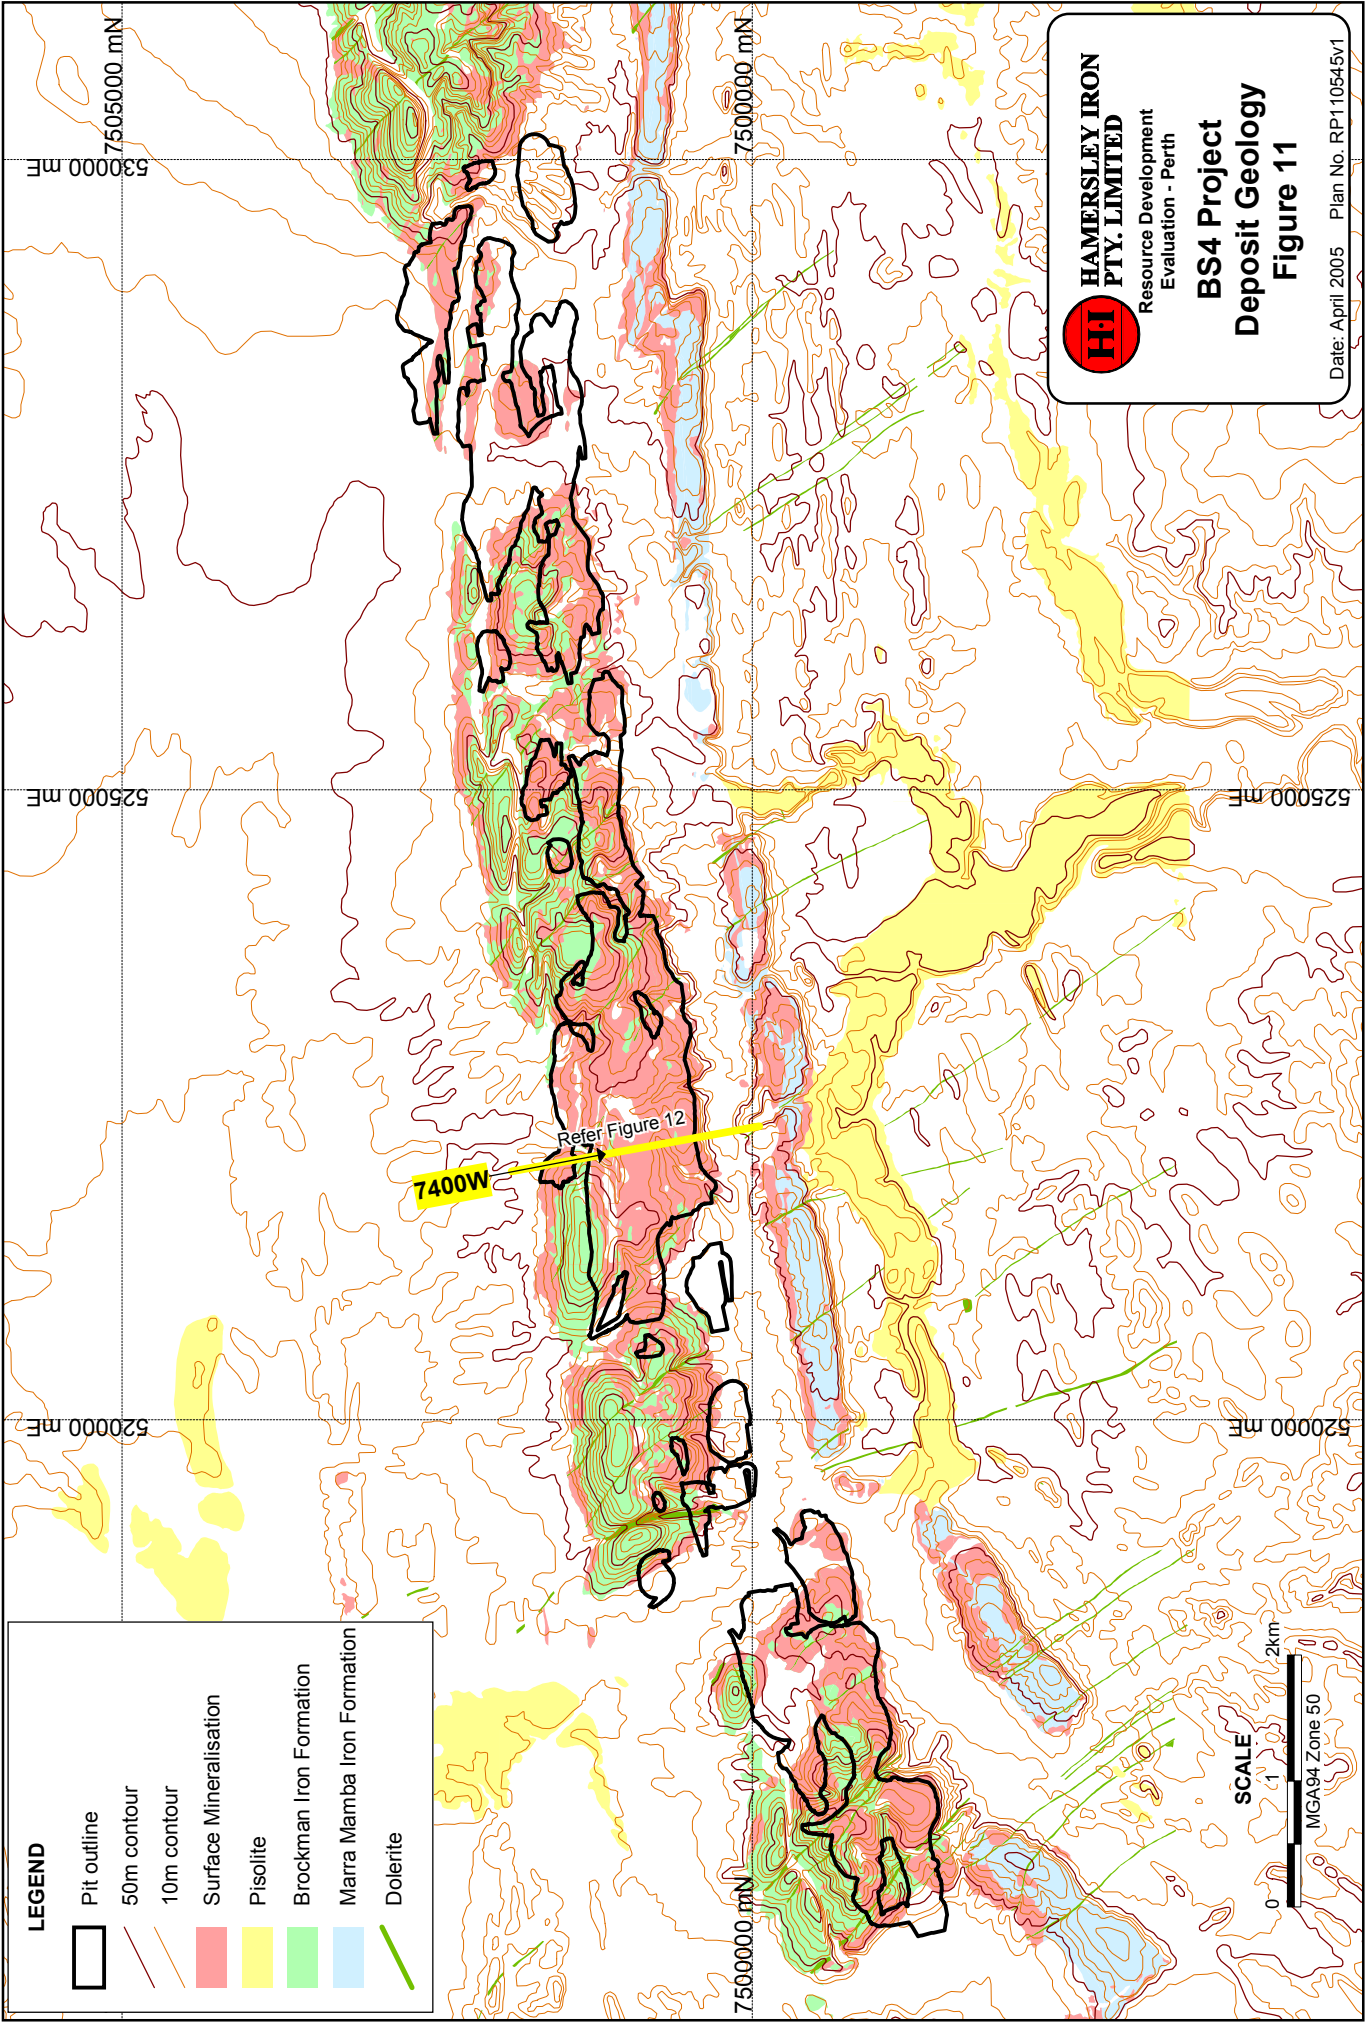 LEGEND
Pit outline
50m contour
10m contour
Surface Mineralisation
Pisolite
Brockman Iron Formation
Marra Mamba Iron Formation
Dolerite
520000 mE
525000 mE
530000 mE
7505000 mN
7500000 mN
7500000 mN
7400W
Refer Figure 12
520000 mE
525000 mE
SCALE
0 1 2km
MGA94 Zone 50
H·I
HAMERSLEY IRON
PTY. LIMITED
Resource Development
Evaluation - Perth
BS4 Project
Deposit Geology
Figure 11
Date: April 2005 Plan No. RP110545v1